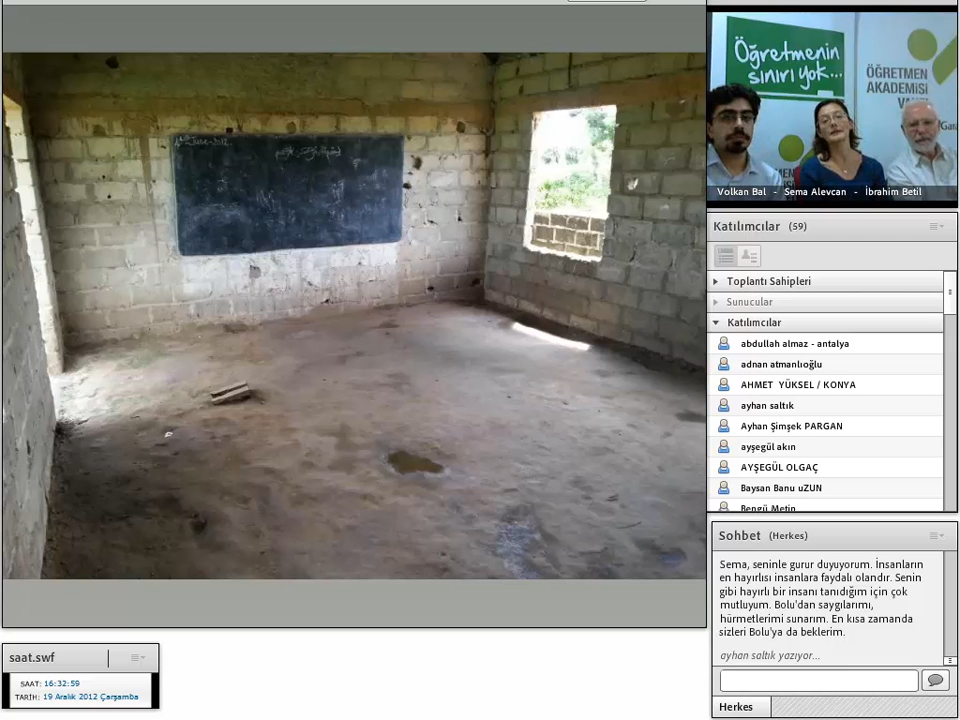 Öğretmenin
sınırı yok...
ÖĞRETMEN
AKADEMİSİ
Volkan Bal - Sema Alevcan - İbrahim Betil
Katılımcılar (59)
Toplantı Sahipleri
Sunucular
Katılımcılar
abdullah almaz - antalya
adnan atmanlıoğlu
AHMET YÜKSEL / KONYA
ayhan saltık
Ayhan Şimşek PARGAN
ayşegül akın
AYŞEGÜL OLGAÇ
Baysan Banu uZUN
Bengü Metin
Sohbet (Herkes)
Sema, seninle gurur duyuyorum. İnsanların
en hayırlısı insanlara faydalı olandır. Senin
gibi hayırlı bir insanı tanıdığım için çok
mutluyum. Bolu'dan saygılarımı,
hürmetlerimi sunarım. En kısa zamanda
sizleri Bolu'ya da beklerim.
ayhan saltık yazıyor...
Herkes
saat.swf
SAAT: 16:32:59
TARİH: 19 Aralık 2012 Çarşamba